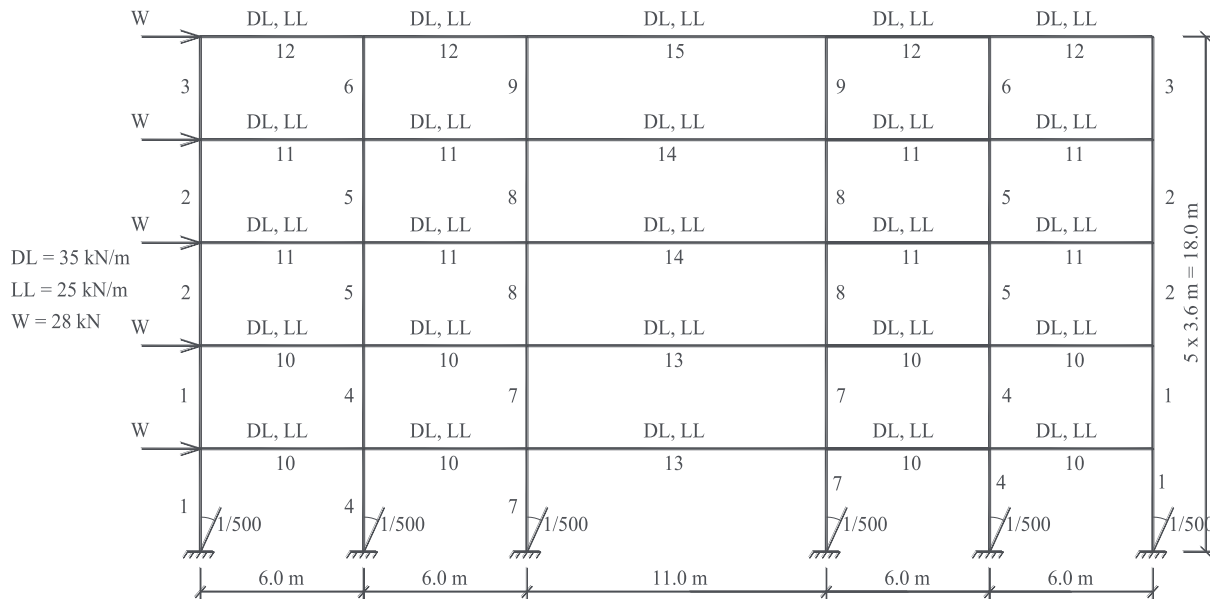 W DL, LL DL, LL DL, LL DL, LL DL, LL
12 12 15 12 12
3 6 9 9 6 3
W DL, LL DL, LL DL, LL DL, LL DL, LL
11 11 14 11 11
2 5 8 8 5 2
W DL, LL DL, LL DL, LL DL, LL DL, LL
DL = 35 kN/m
11 11 14 11 11
LL = 25 kN/m
2 5 8 8 5 2
W = 28 kN
W DL, LL DL, LL DL, LL DL, LL DL, LL
10 10 13 10 10
1 4 7 7 4 1
W DL, LL DL, LL DL, LL DL, LL DL, LL
10 10 13 10 10
1 4 7 7 4 1
1/500 1/500 1/500 1/500 1/500 1/500
6.0 m 6.0 m 11.0 m 6.0 m 6.0 m
5 x 3.6 m = 18.0 m